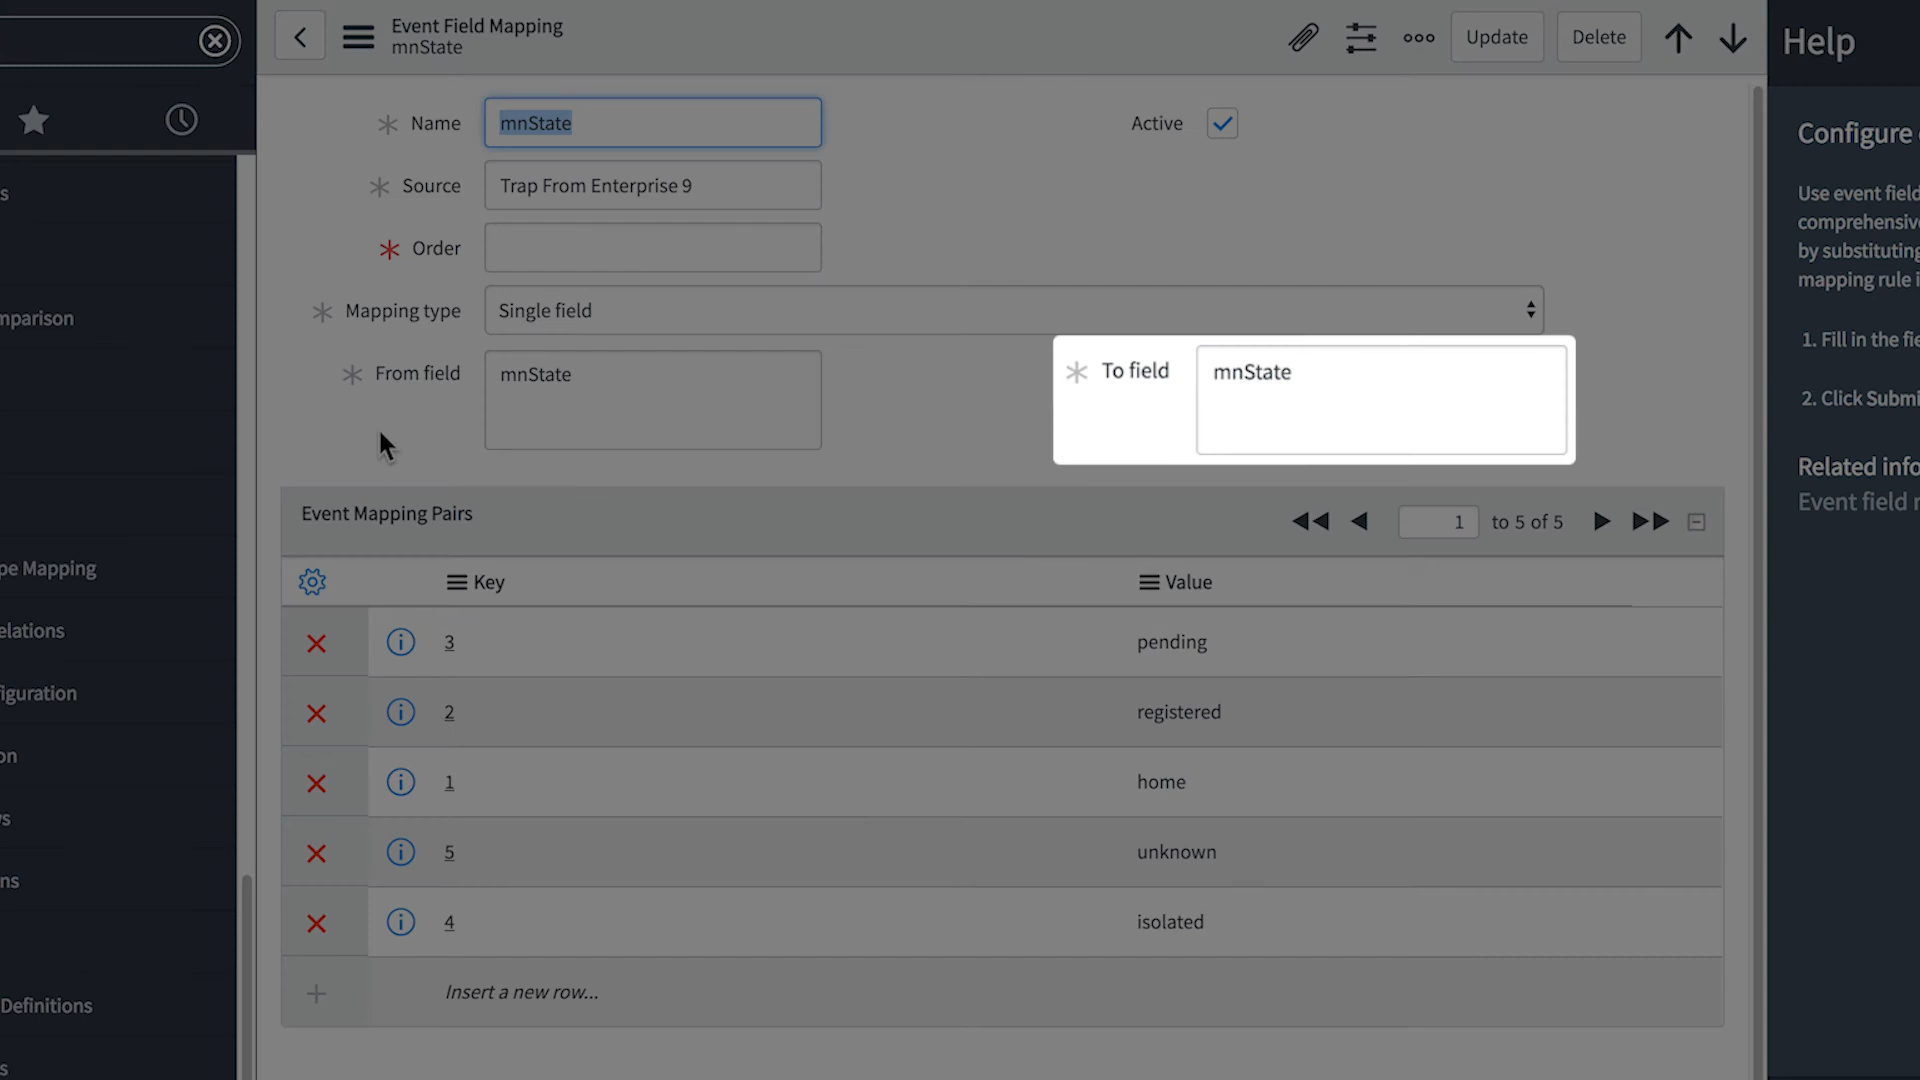 Event Field Mapping
mnState
Update
Delete
Help
Name
mnState
Active
Source
Trap From Enterprise 9
Order
Mapping type
Single field
From field
mnState
To field
mnState
Event Mapping Pairs
1 to 5 of 5
Key
Value
3
pending
2
registered
1
home
5
unknown
4
isolated
Insert a new row...
s
mparison
pe Mapping
elations
figuration
on
s
ns
Definitions
s
Configure
Use event field
comprehensive
by substituting
mapping rule i
1. Fill in the fie
2. Click Submi
Related info
Event field